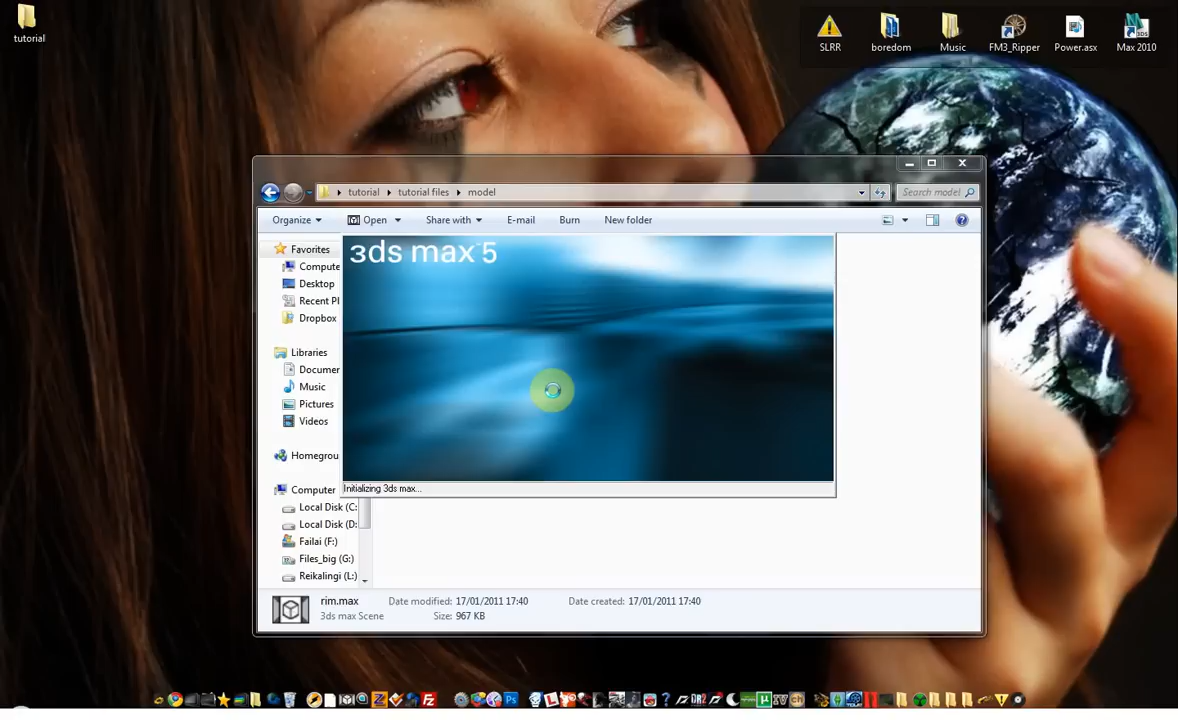 tutorial
SLRR
boredom
Music
FM3_Ripper
Power.asx
Max 2010
tutorial
tutorial files
model
Search model
Organize
Open
Share with
E-mail
Burn
New folder
Favorites
Compute
Desktop
Recent Pl
Dropbox
Libraries
Documen
Music
Pictures
Videos
Homegrou
Computer
Local Disk (C:
Local Disk (D:
Failai (F:)
Files_big (G:)
Reikalingi (L:)
3ds max 5
Initializing 3ds max...
rim.max
Date modified: 17/01/2011 17:40
Date created: 17/01/2011 17:40
3ds max Scene
Size: 967 KB